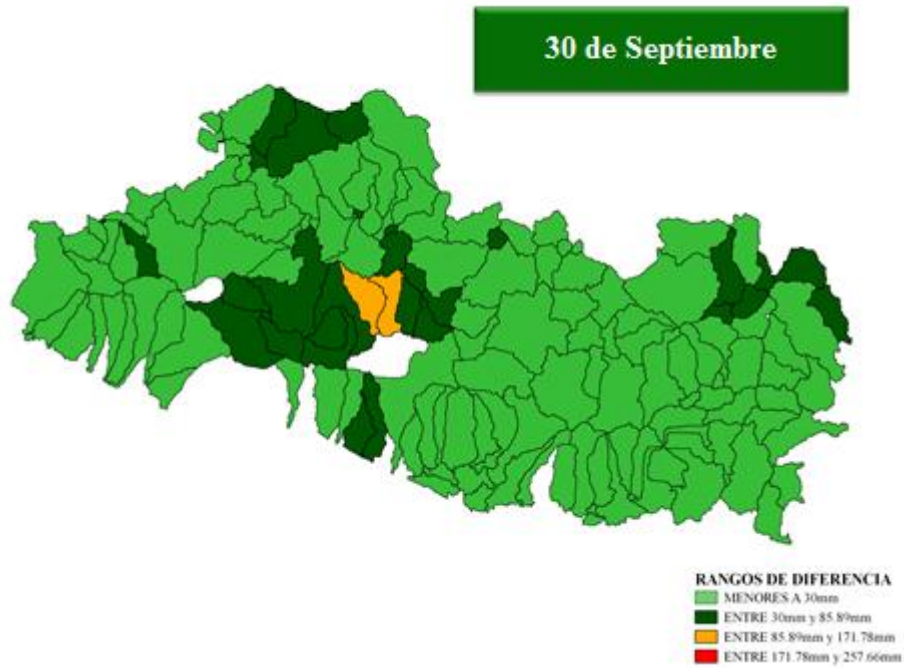 30 de Septiembre
RANGOS DE DIFERENCIA
MENORES A 30mm
ENTRE 30mm y 85.89mm
ENTRE 85.89mm y 171.78mm
ENTRE 171.78mm y 257.66mm